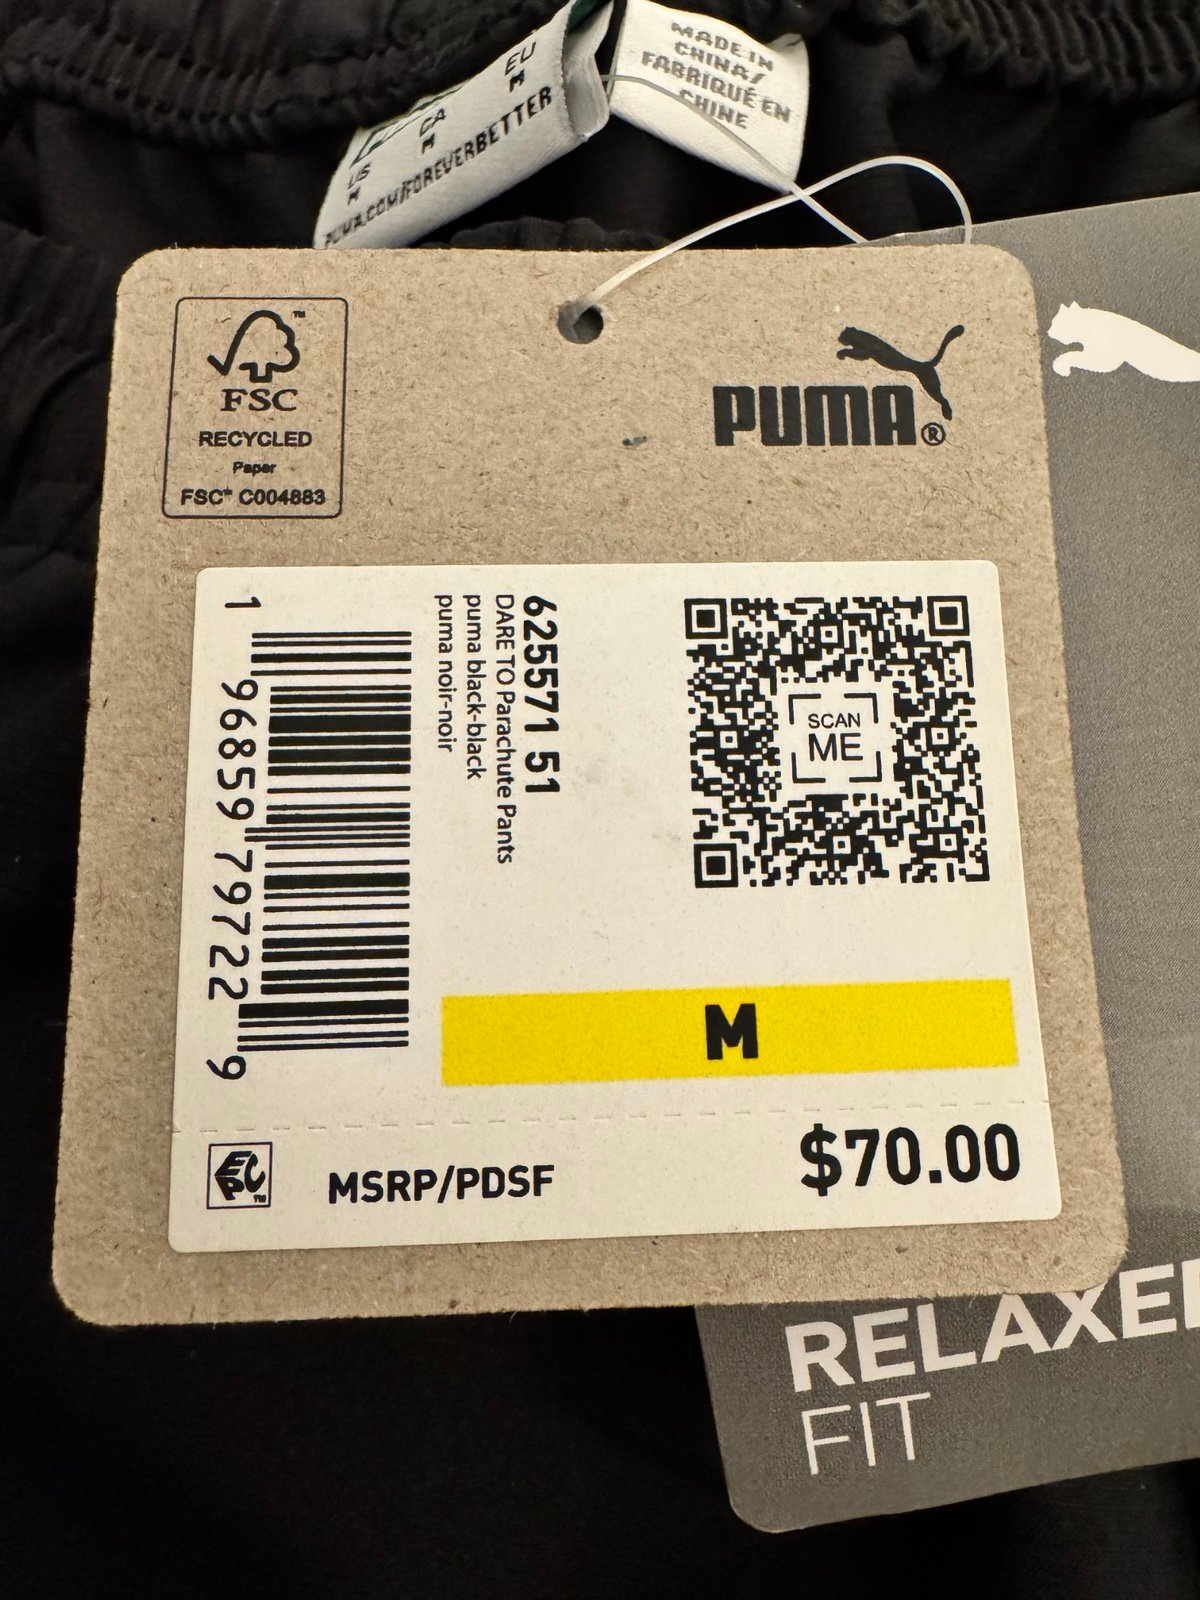 EU
M
CA
M
US
M
PUMA.COM/FOREVERBETTER
MADE IN
CHINA/
FABRIQUÉ EN
CHINE
FSC
RECYCLED
Paper
FSC® C004883
PUMA®
625571 51
DARE TO Parachute Pants
puma black-black
puma noir-noir
1 96859 79722 9
SCAN
ME
M
EPC™
MSRP/PDSF
$70.00
RELAXED
FIT